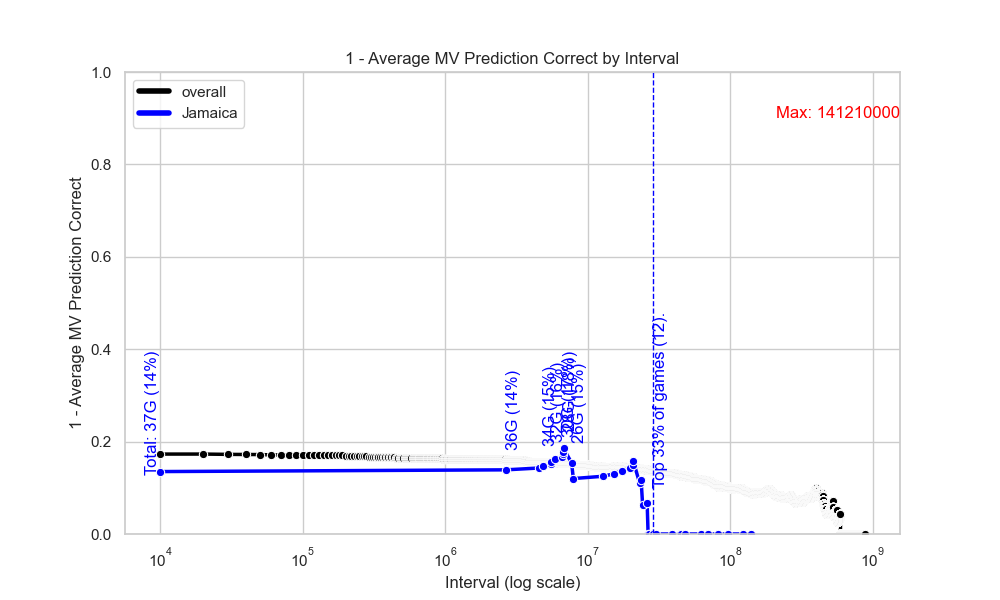 1 - Average MV Prediction Correct by Interval
1.0
0.8
0.6
0.4
0.2
0.0
1 - Average MV Prediction Correct
overall
Jamaica
Max: 141210000
Total: 37G (14%)
36G (14%)
34G (15%)
32G (16%)
26G (15%)
Top 33% of games (12).
10^4
10^5
10^6
10^7
10^8
10^9
Interval (log scale)